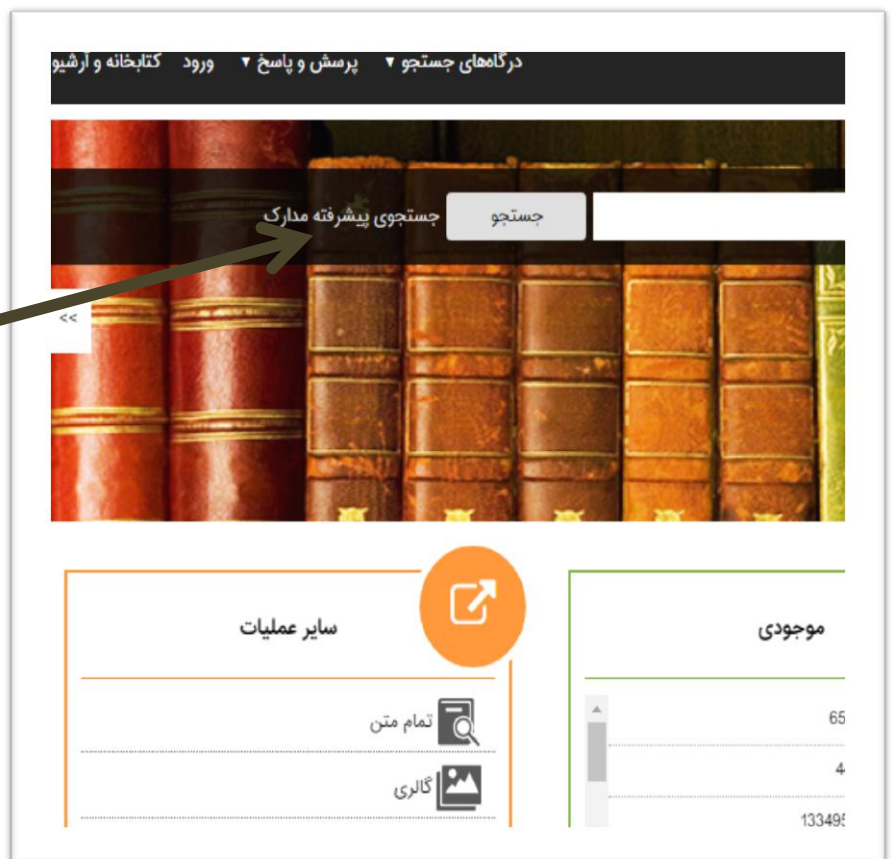 درگاه‌های جستجو ▾ پرسش و پاسخ ▾ ورود کتابخانه و آرشیو
جستجو جستجوی پیشرفته مدارک
>>
موجودی
65
44
133495
سایر عملیات
تمام متن
گالری